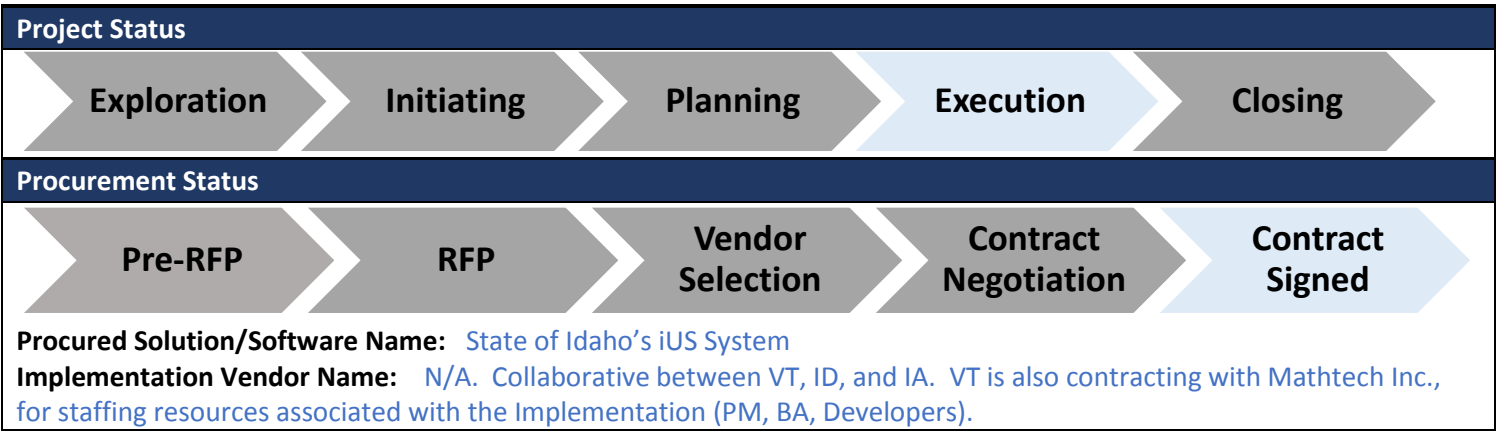 Project Status
Exploration Initiating Planning Execution Closing
Procurement Status
Pre-RFP RFP Vendor Selection Contract Negotiation Contract Signed
Procured Solution/Software Name: State of Idaho’s iUS System
Implementation Vendor Name: N/A. Collaborative between VT, ID, and IA. VT is also contracting with Mathtech Inc.,
for staffing resources associated with the Implementation (PM, BA, Developers).